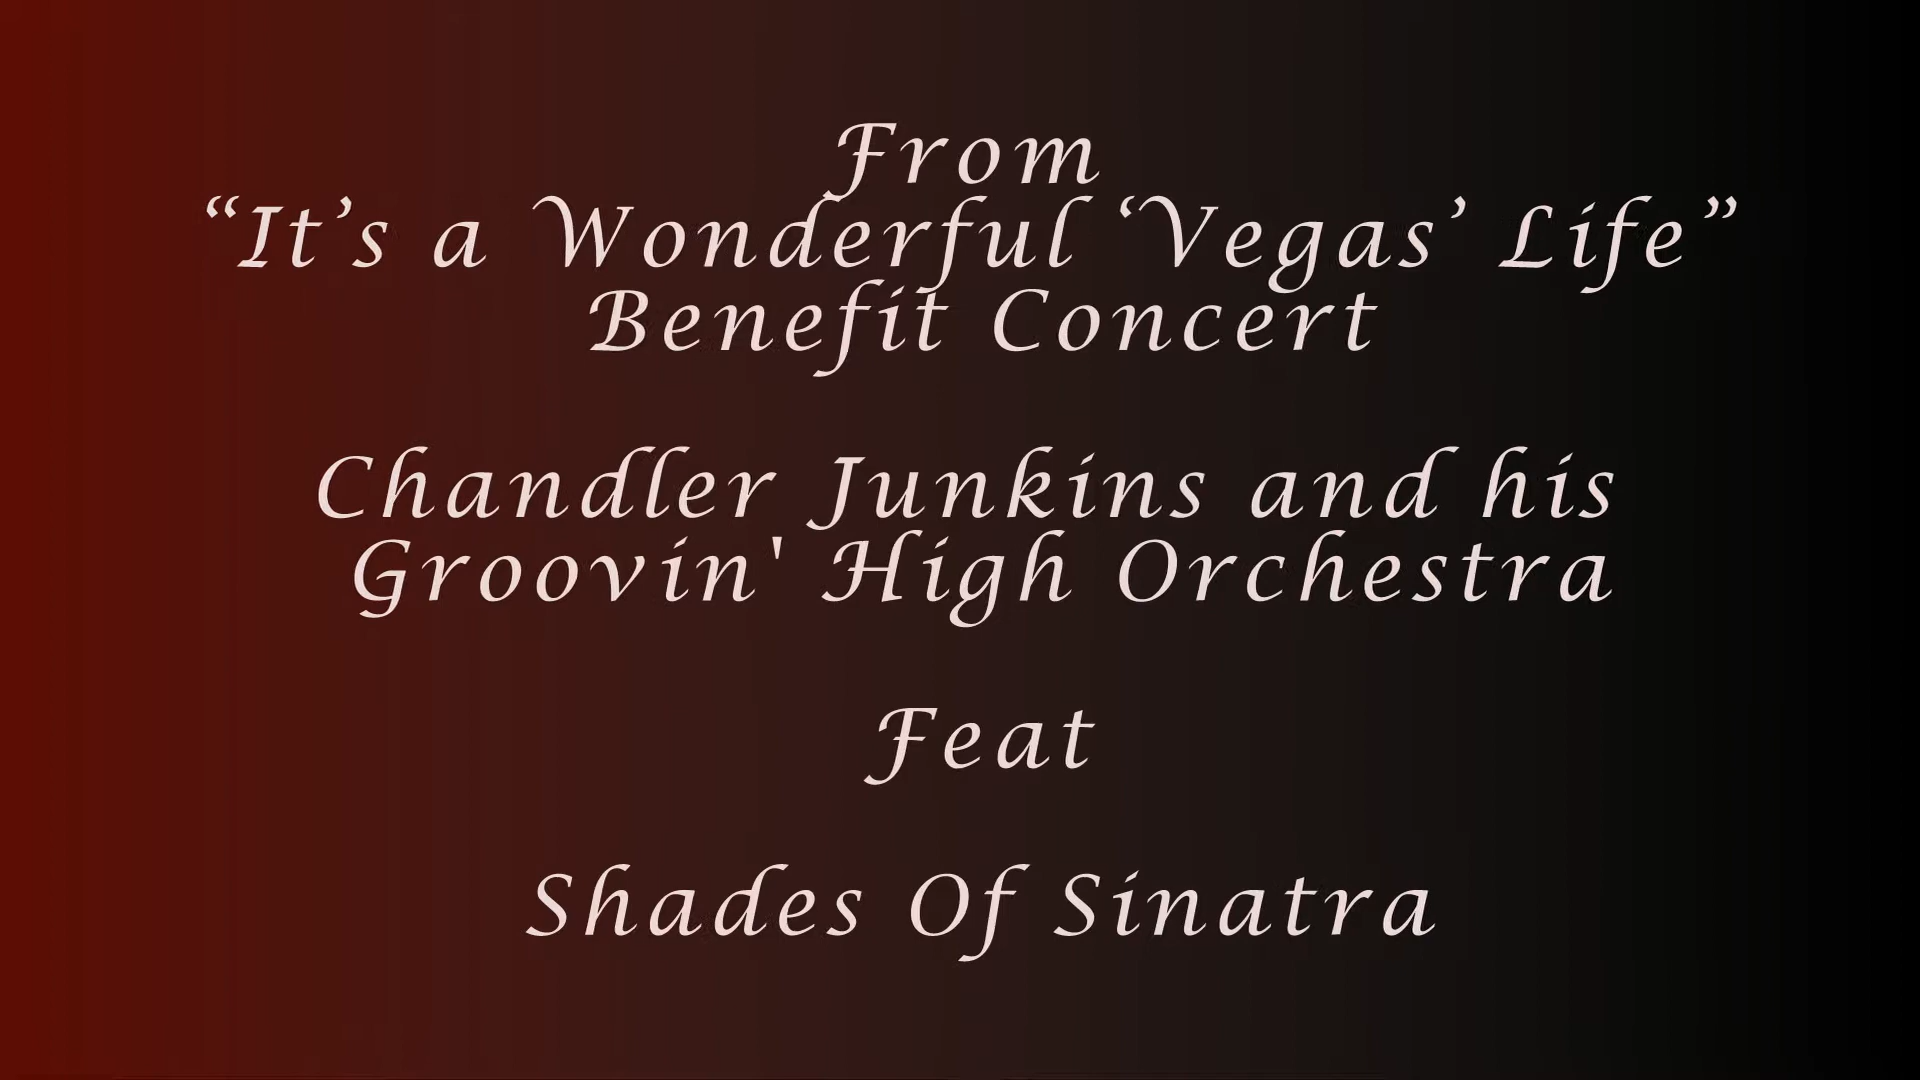 From
“It’s a Wonderful ‘Vegas’ Life”
Benefit Concert
Chandler Junkins and his
Groovin' High Orchestra
Feat
Shades Of Sinatra